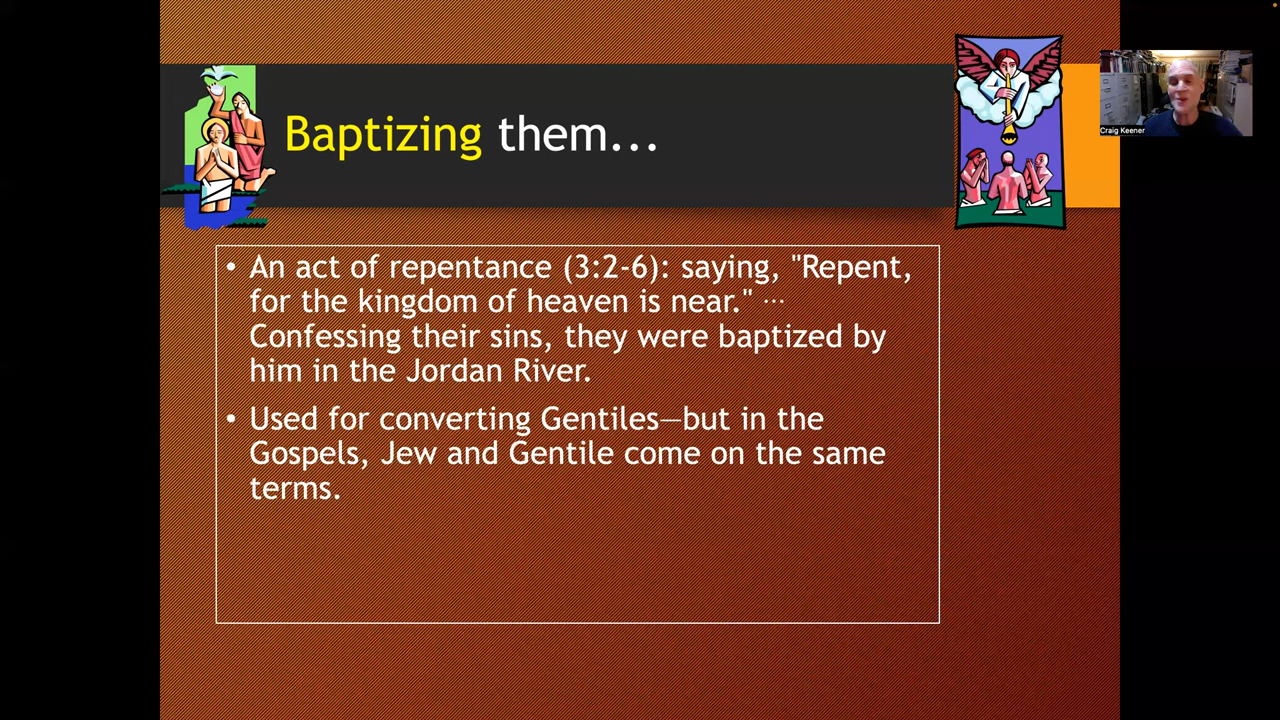 Baptizing them...
• An act of repentance (3:2-6): saying, "Repent,
for the kingdom of heaven is near." ...
Confessing their sins, they were baptized by
him in the Jordan River.
• Used for converting Gentiles—but in the
Gospels, Jew and Gentile come on the same
terms.
Craig Keener